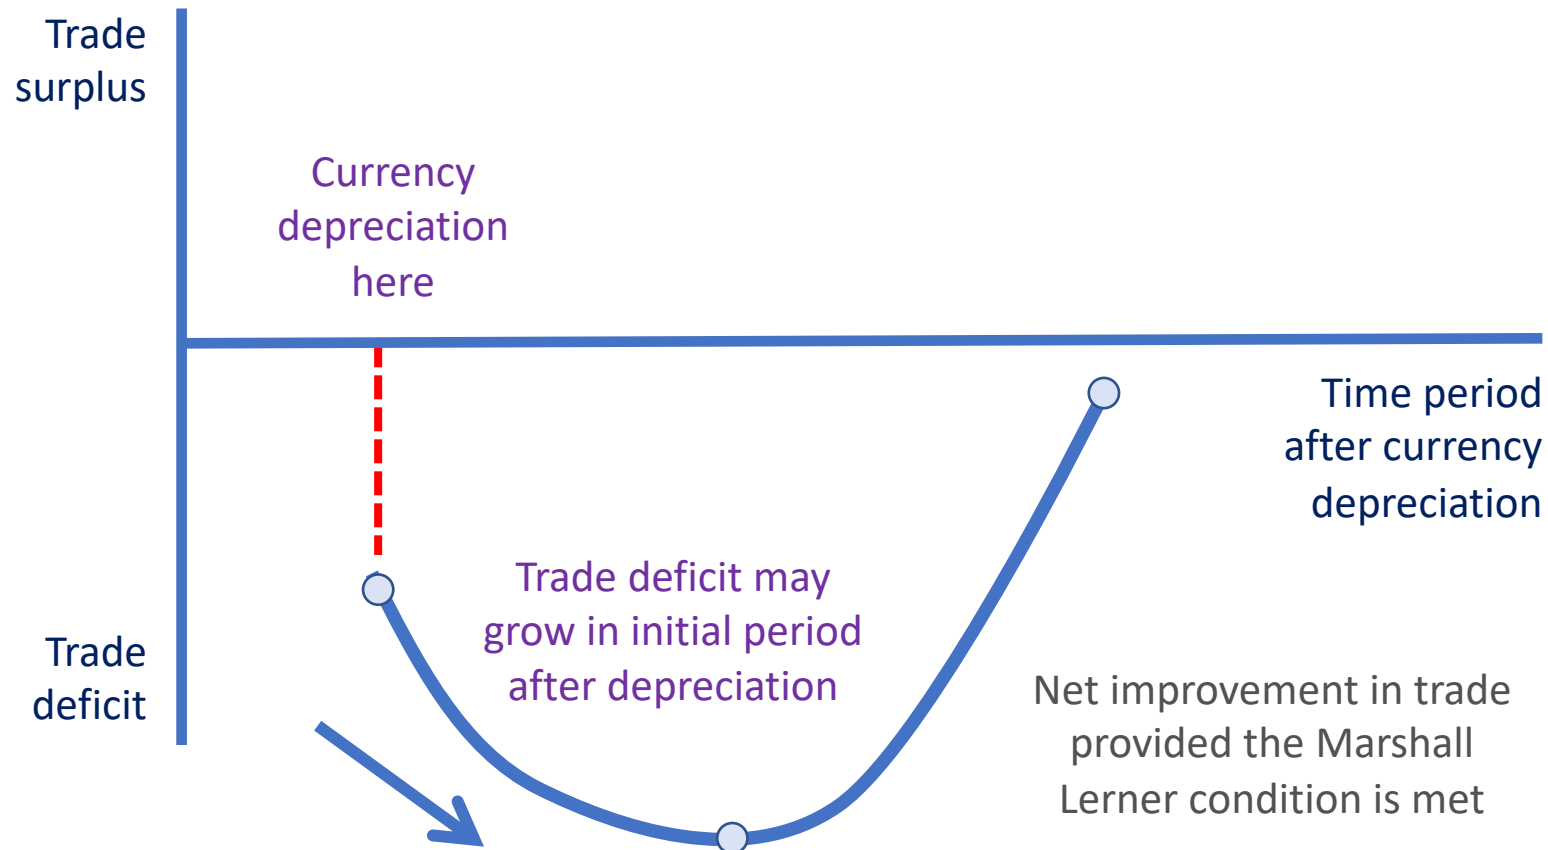 Trade
surplus
Currency
depreciation
here
Time period
after currency
depreciation
Trade deficit may
grow in initial period
after depreciation
Trade
deficit
Net improvement in trade
provided the Marshall
Lerner condition is met